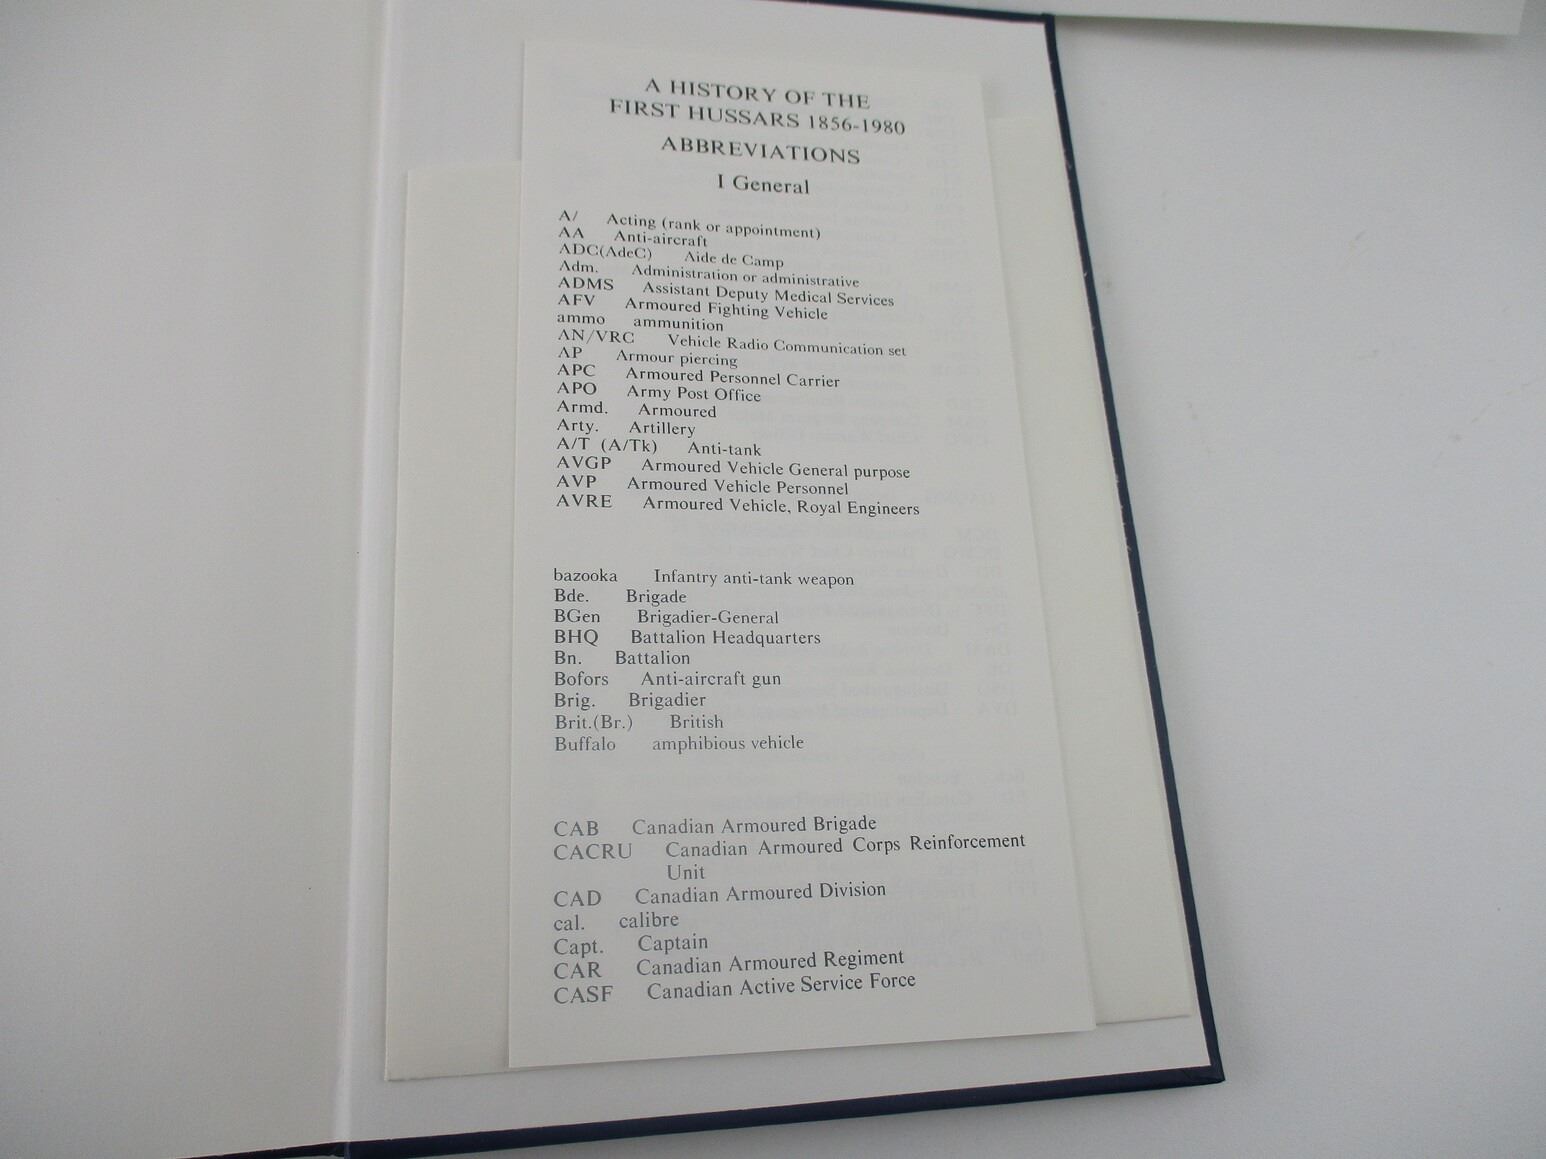 A HISTORY OF THE
FIRST HUSSARS 1856-1980
ABBREVIATIONS
I General
A/ Acting (rank or appointment)
AA Anti-aircraft
ADC(AdeC) Aide de Camp
Adm. Administration or administrative
ADMS Assistant Deputy Medical Services
AFV Armoured Fighting Vehicle
ammo ammunition
AN/VRC Vehicle Radio Communication set
AP Armour piercing
APC Armoured Personnel Carrier
APO Army Post Office
Armd. Armoured
Arty. Artillery
A/T (A/Tk) Anti-tank
AVGP Armoured Vehicle General purpose
AVP Armoured Vehicle Personnel
AVRE Armoured Vehicle, Royal Engineers
bazooka Infantry anti-tank weapon
Bde. Brigade
BGen Brigadier-General
BHQ Battalion Headquarters
Bn. Battalion
Bofors Anti-aircraft gun
Brig. Brigadier
Brit.(Br.) British
Buffalo amphibious vehicle
CAB Canadian Armoured Brigade
CACRU Canadian Armoured Corps Reinforcement
Unit
CAD Canadian Armoured Division
cal. calibre
Capt. Captain
CAR Canadian Armoured Regiment
CASF Canadian Active Service Force